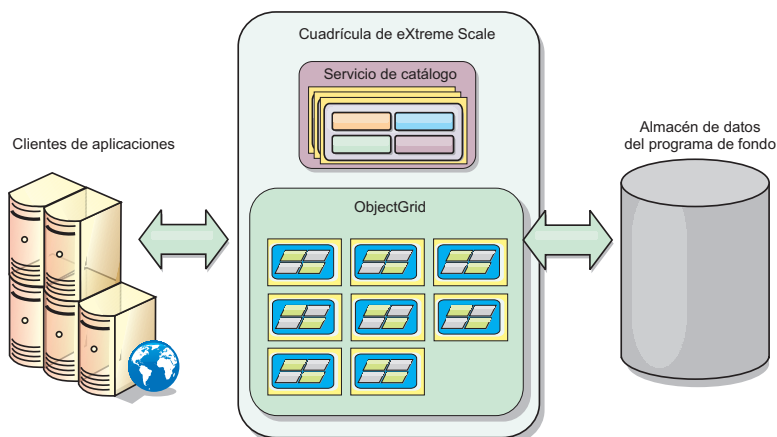 Cuadrícula de eXtreme Scale
Servicio de catálogo
Clientes de aplicaciones
ObjectGrid
Almacén de datos
del programa de fondo